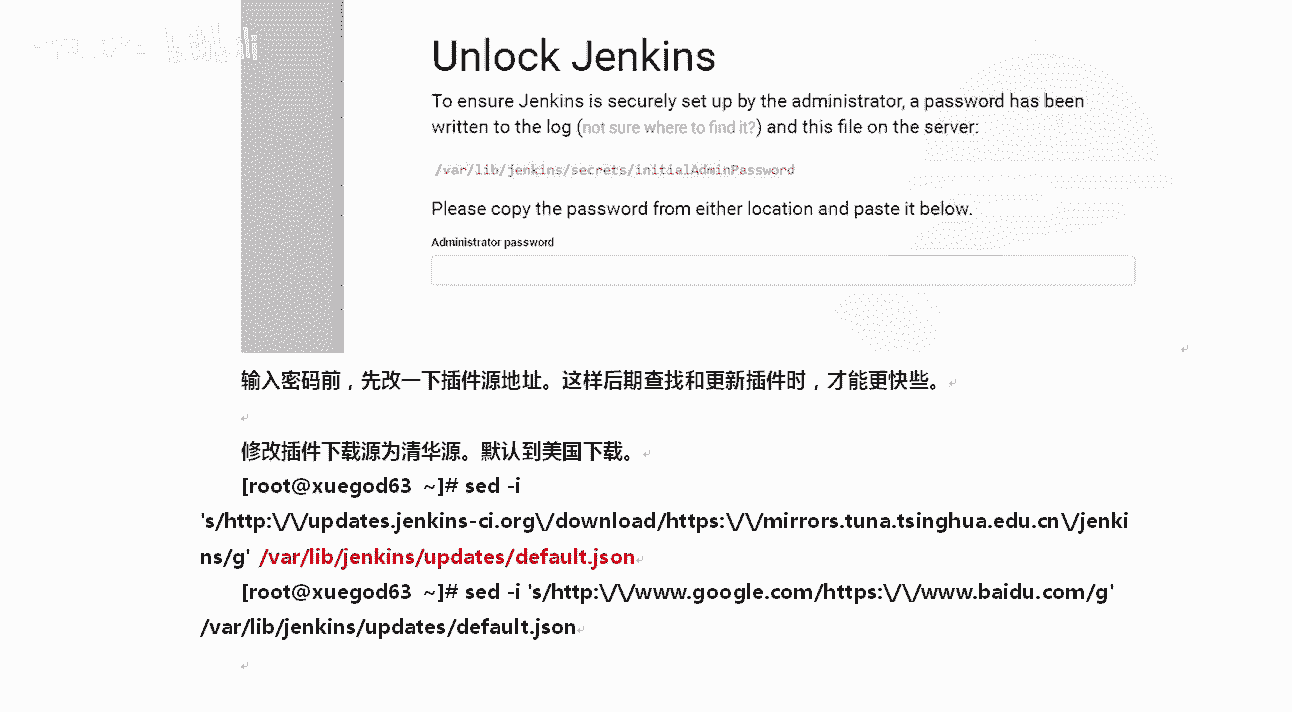 Unlock Jenkins
To ensure Jenkins is securely set up by the administrator, a password has been
written to the log (not sure where to find it?) and this file on the server:
/var/lib/jenkins/secrets/initialAdminPassword
Please copy the password from either location and paste it below.
Administrator password
输入密码前，先改一下插件源地址。这样后期查找和更新插件时，才能更快些。
修改插件下载源为清华源。默认到美国下载。
[root@xuegod63 ~]# sed -i
's/http:\/\/updates.jenkins-ci.org\/download/https:\/\/mirrors.tuna.tsinghua.edu.cn\/jenki
ns/g' /var/lib/jenkins/updates/default.json
[root@xuegod63 ~]# sed -i 's/http:\/\/www.google.com/https:\/\/www.baidu.com/g'
/var/lib/jenkins/updates/default.json